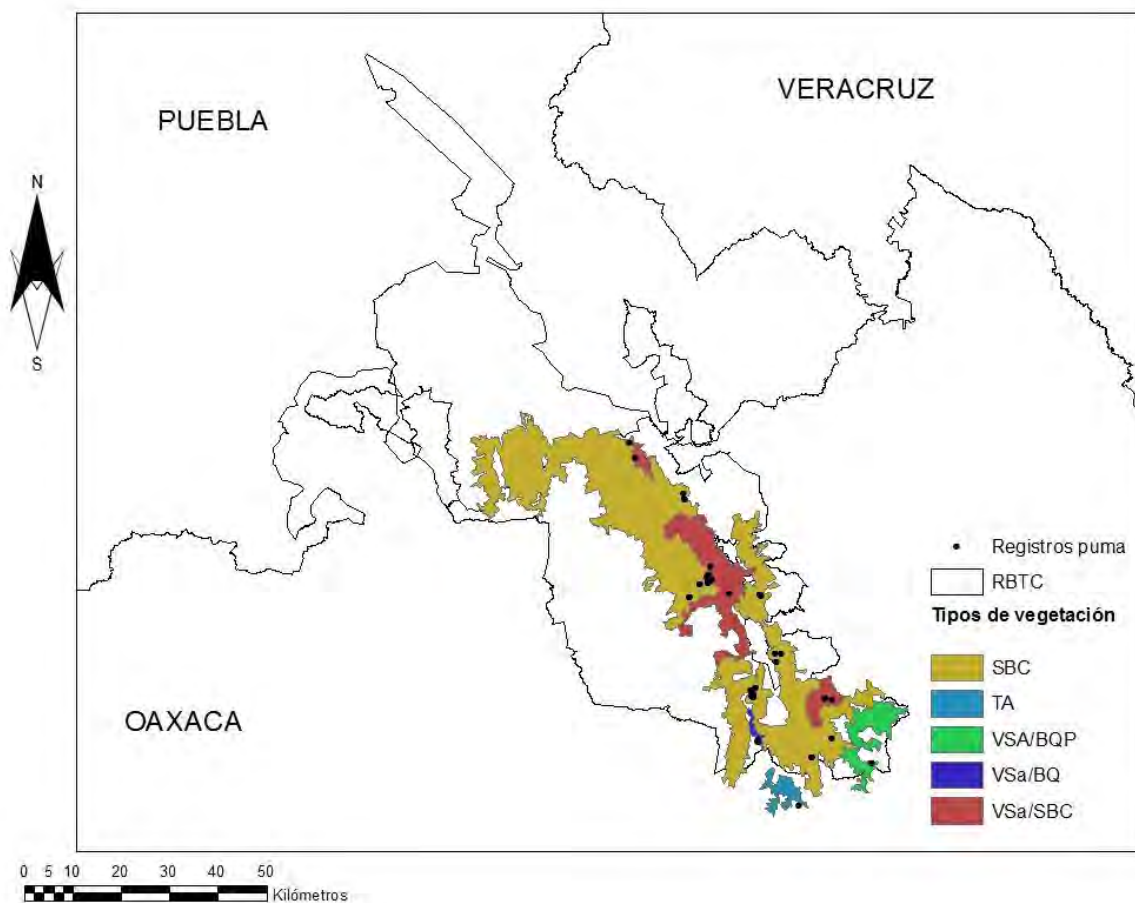 VERACRUZ
PUEBLA
N
S
Registros puma
RBTC
Tipos de vegetación
SBC
TA
VSA/BQP
VSa/BQ
VSa/SBC
OAXACA
0 5 10 20 30 40 50
Kilómetros